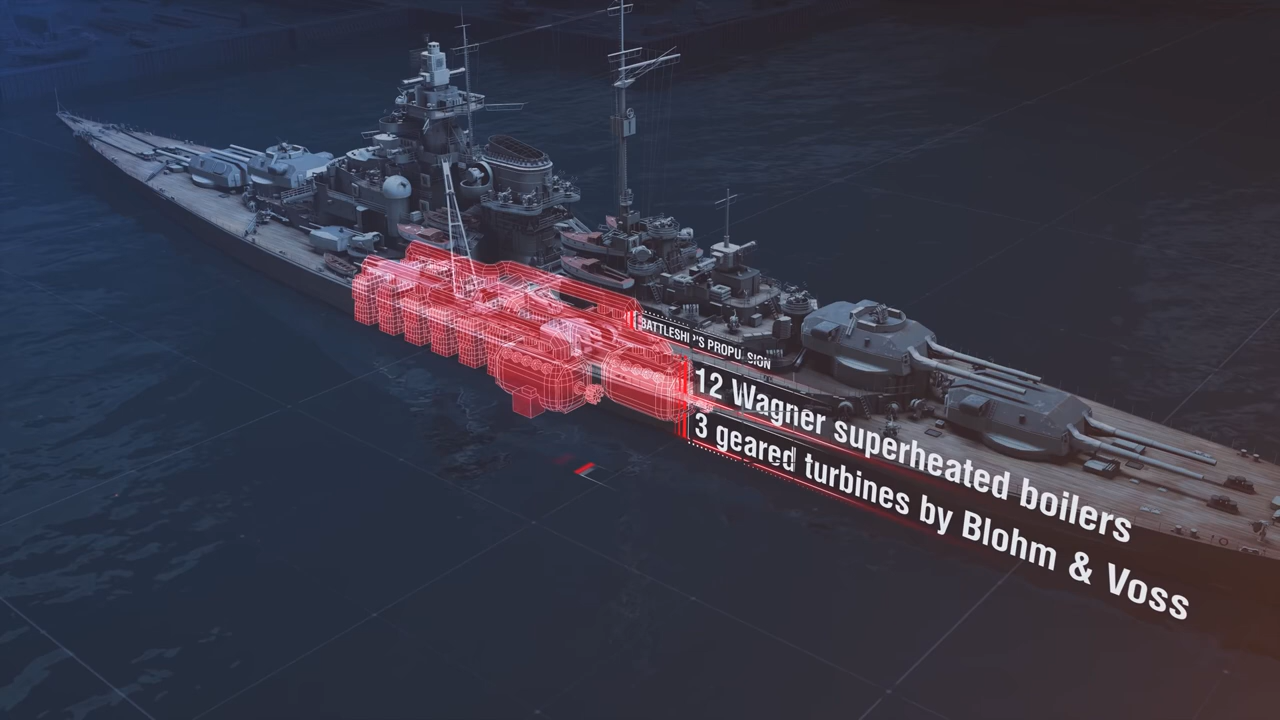 BATTLESHIP'S PROPULSION
12 Wagner superheated boilers
3 geared turbines by Blohm & Voss